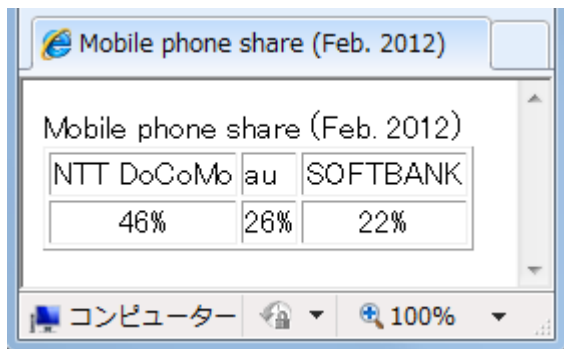 Mobile phone share (Feb. 2012)
Mobile phone share (Feb. 2012)
NTT DoCoMo au SOFTBANK
46% 26% 22%
コンピューター 100%